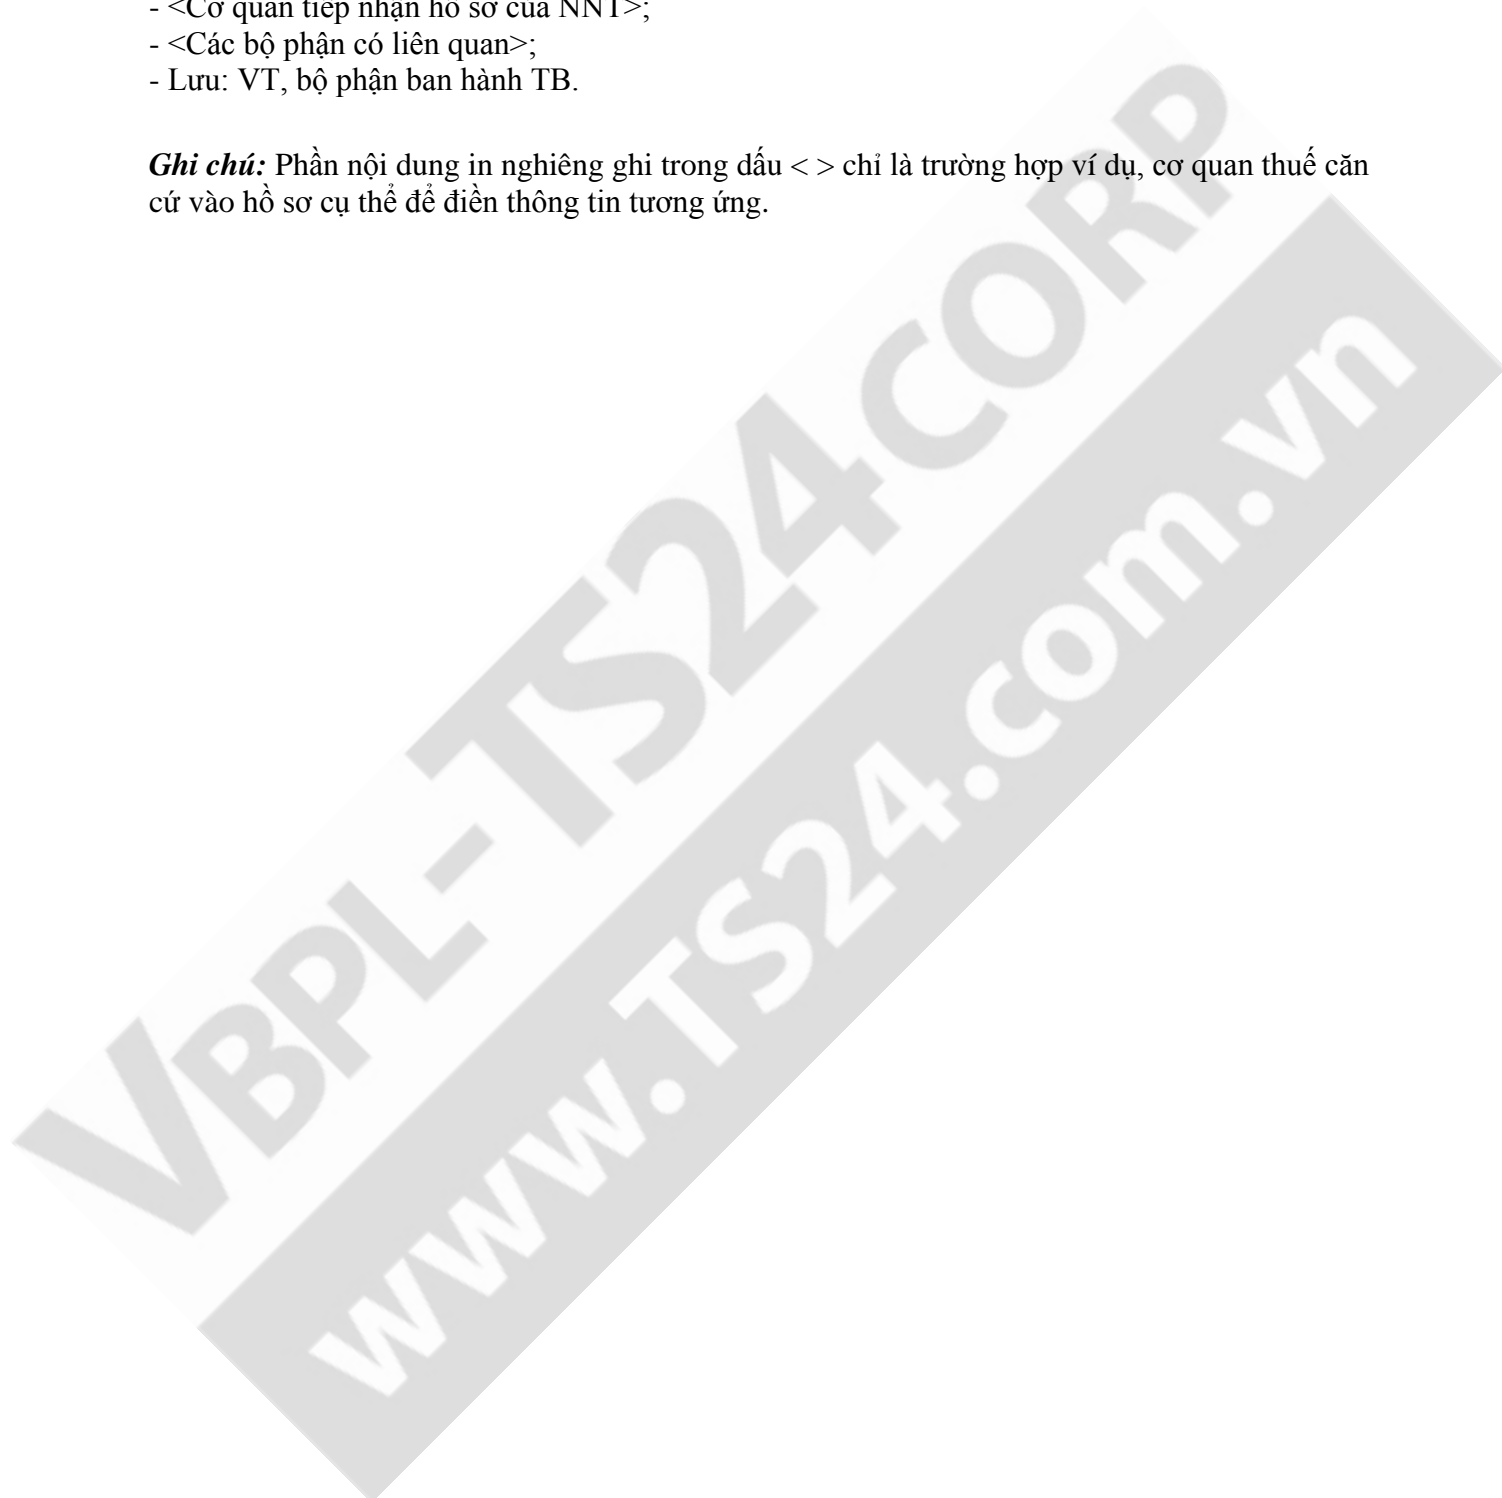 - <Cơ quan tiếp nhận hồ sơ của NNT>;
- <Các bộ phận có liên quan>;
- Lưu: VT, bộ phận ban hành TB.
Ghi chú: Phần nội dung in nghiêng ghi trong dấu < > chỉ là trường hợp ví dụ, cơ quan thuế căn
cứ vào hồ sơ cụ thể để điền thông tin tương ứng.
VBPL-TS24CORP
www.TS24.com.vn